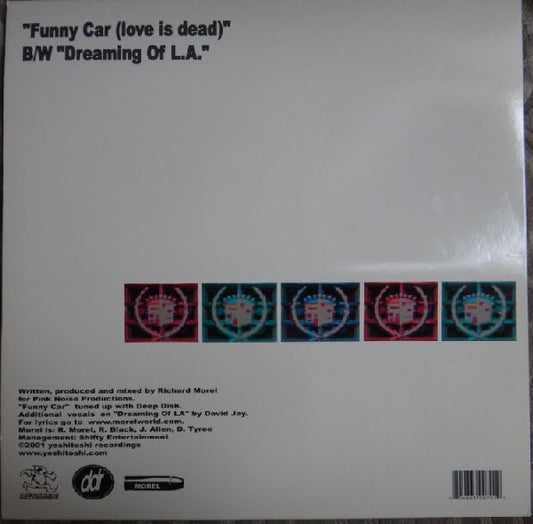 "Funny Car (love is dead)"
B/W "Dreaming Of L.A."
Written, produced and mixed by Richard Morel
for Pink Noise Productions.
"Funny Car" tuned up with Deep Dish.
Additional vocals on "Dreaming Of LA" by David Jay.
For lyrics go to www.morelworld.com.
Morel is: R. Morel, R. Black, J. Allen, D. Tyree
Management: Shifty Entertainment
©2001 yoshitoshi recordings
www.yoshitoshi.com
MOREL